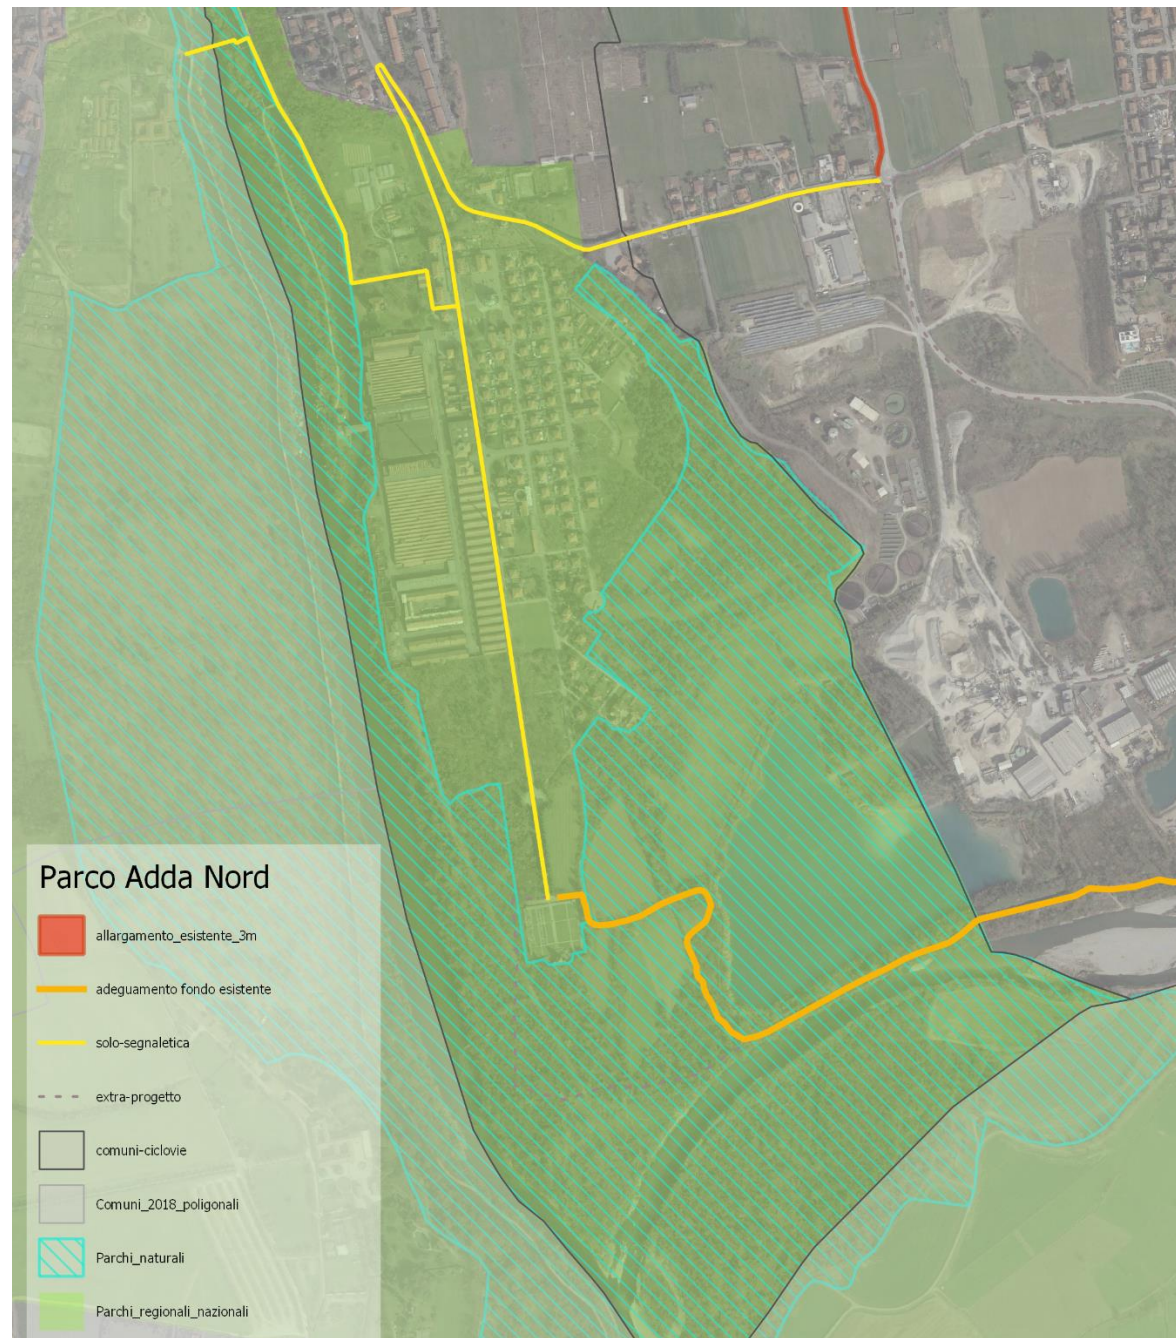 Parco Adda Nord
allargamento_esistente_3m
adeguamento fondo esistente
solo-segnaletica
extra-progetto
comuni-ciclovie
Comuni_2018_poligonali
Parchi_naturali
Parchi_regionali_nazionali